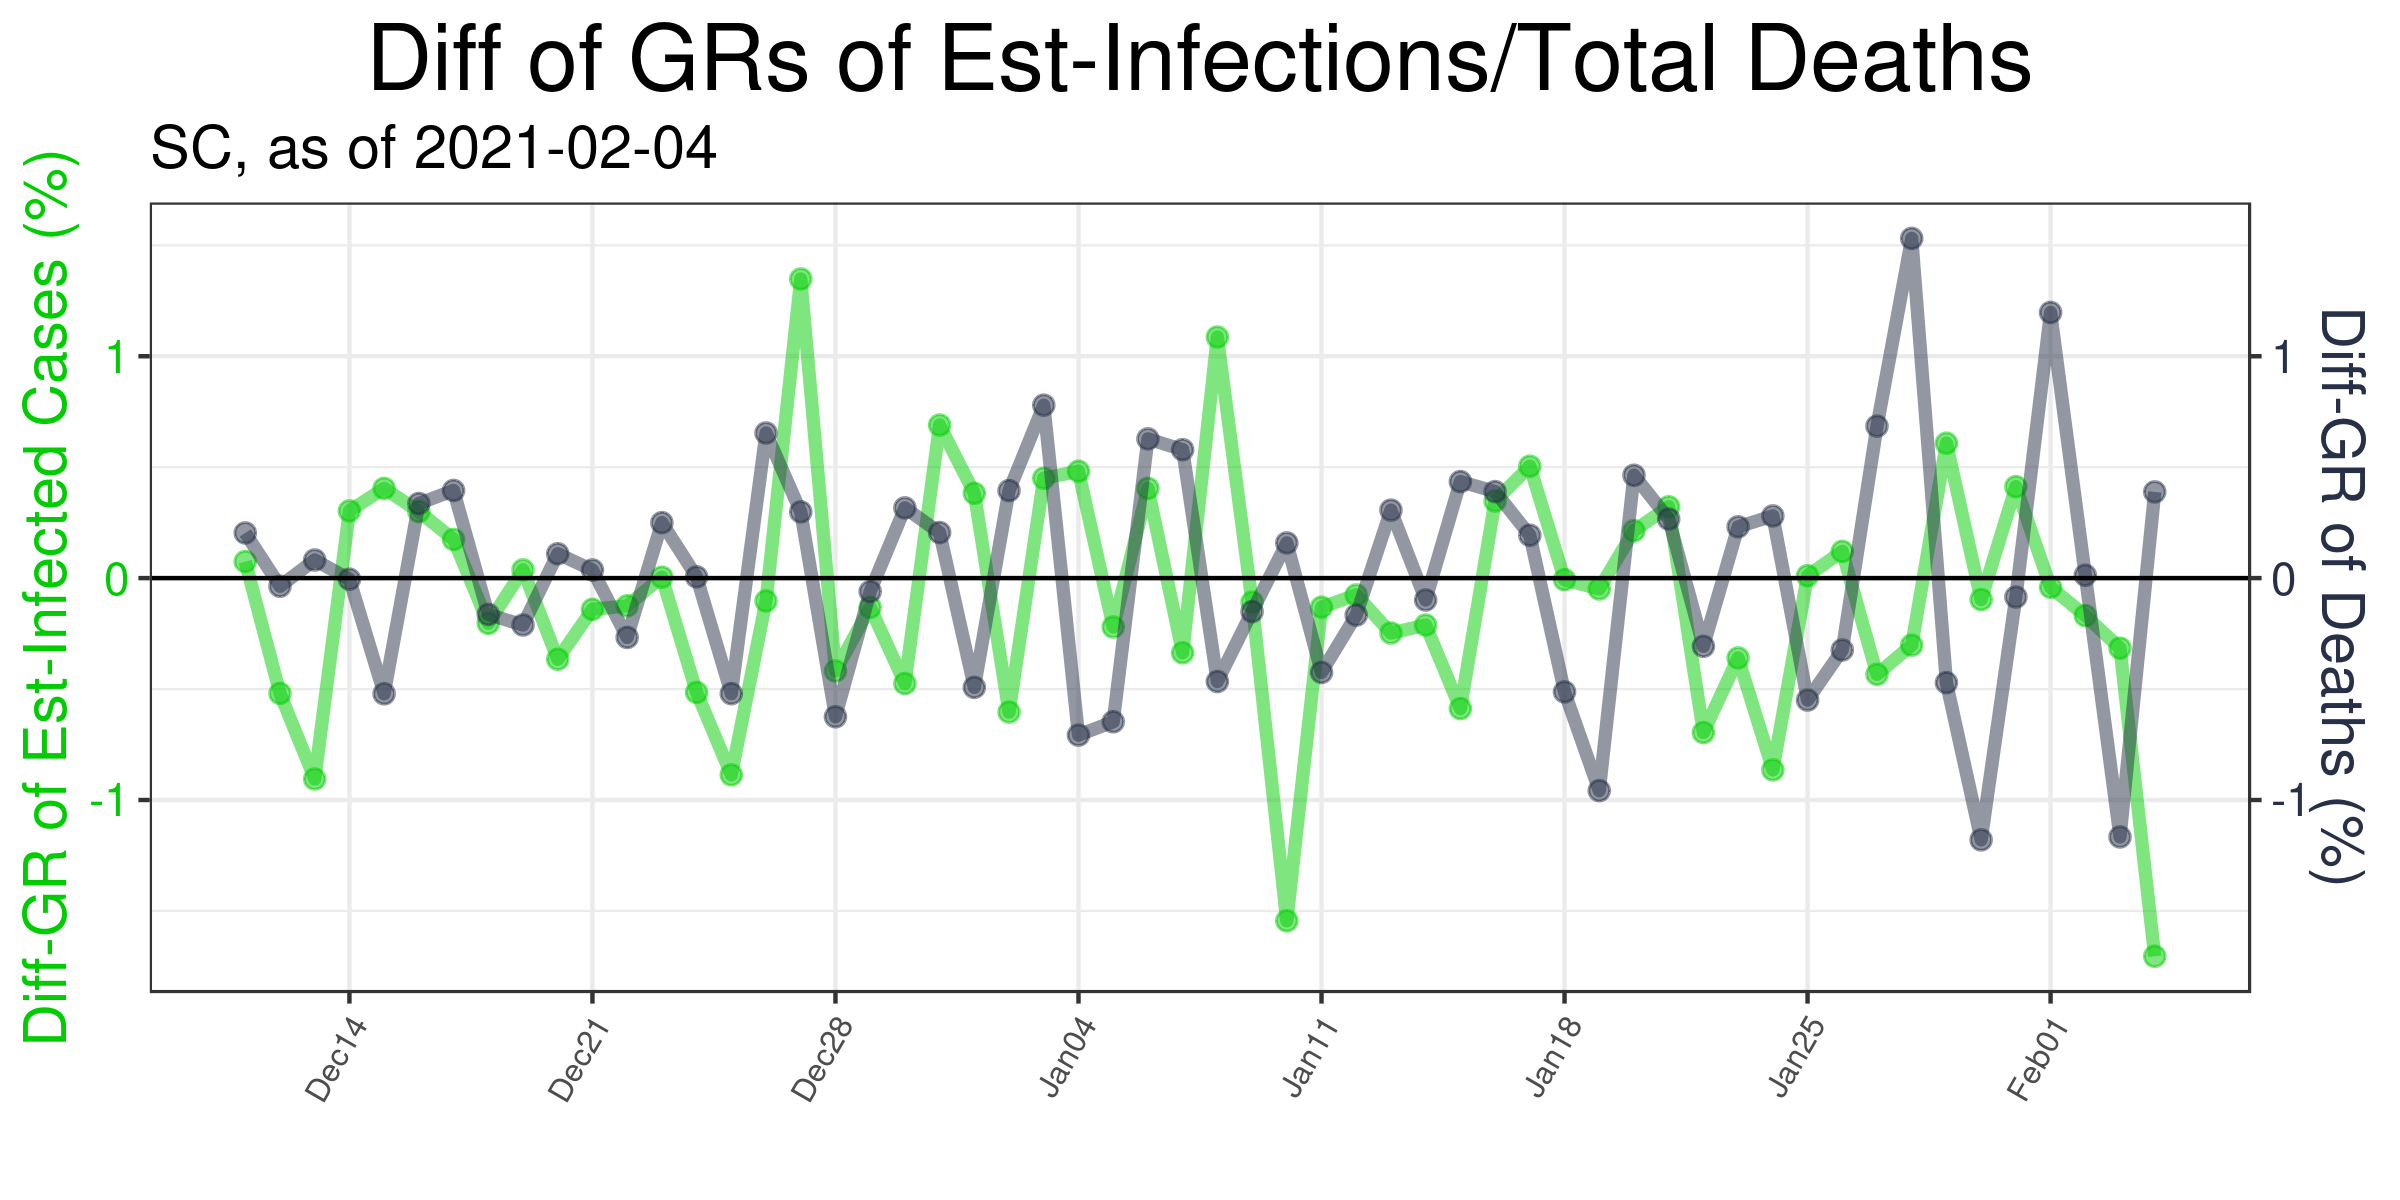 Diff of GRs of Est-Infections/Total Deaths
SC, as of 2021-02-04
Diff-GR of Est-Infected Cases (%)
1
0
-1
1
0
-1
Diff-GR of Deaths (%)
Dec14
Dec21
Dec28
Jan04
Jan11
Jan18
Jan25
Feb01